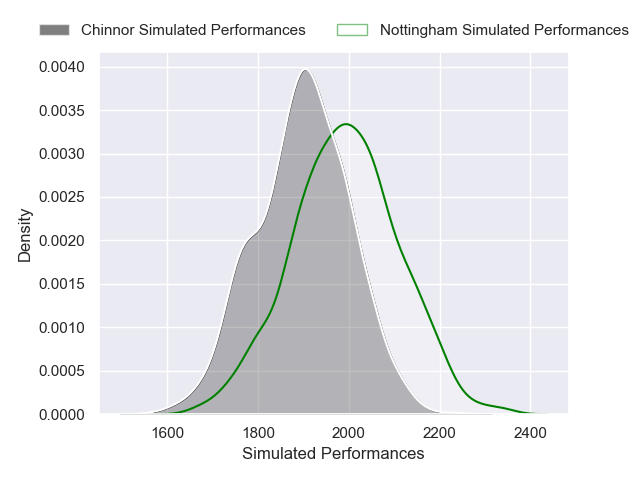 Chinnor Simulated Performances
Nottingham Simulated Performances
0.0040
0.0035
0.0030
0.0025
0.0020
0.0015
0.0010
0.0005
0.0000
Density
1600 1800 2000 2200 2400
Simulated Performances